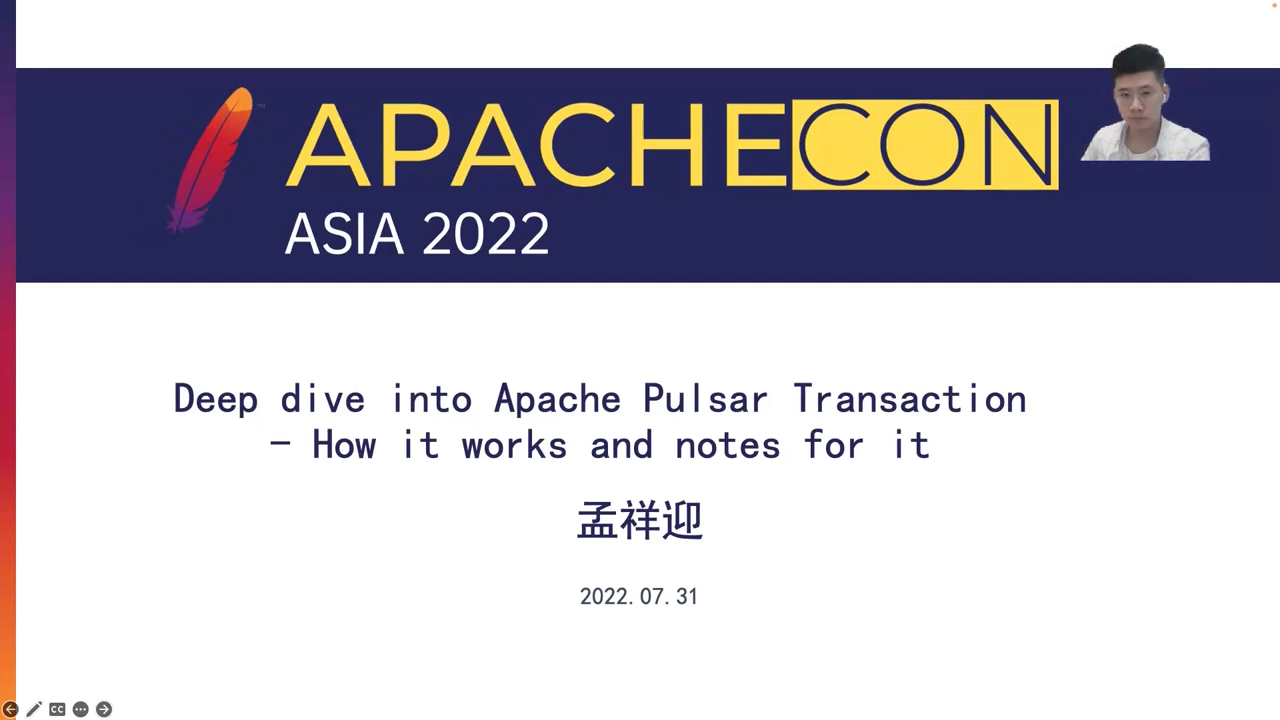 APACHECON
ASIA 2022
Deep dive into Apache Pulsar Transaction
- How it works and notes for it
孟祥迎
2022.07.31
CC